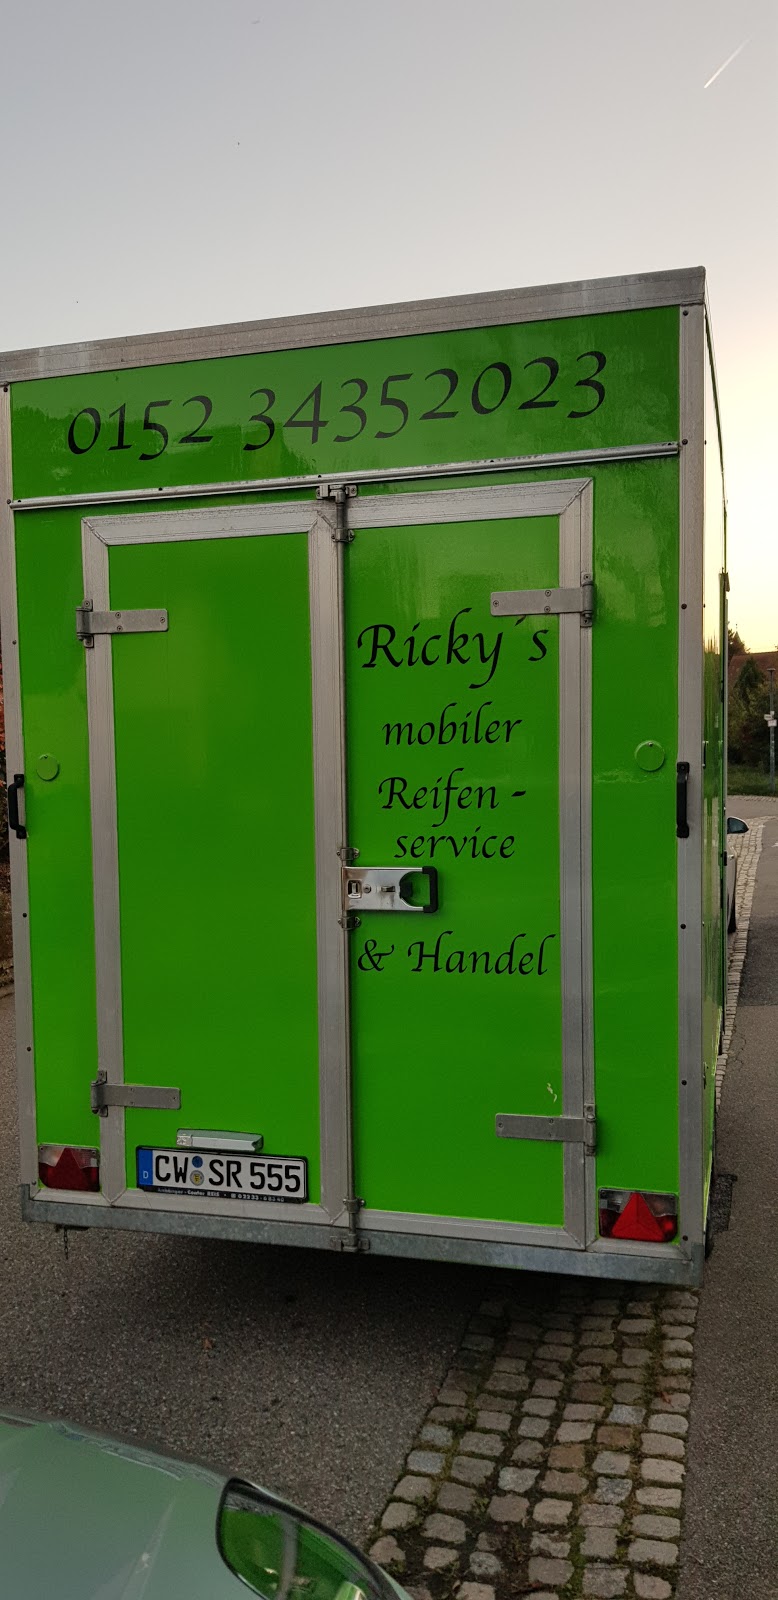 0152 34352023
Ricky´s
mobiler
Reifen -
service
& Handel
D CW SR 555